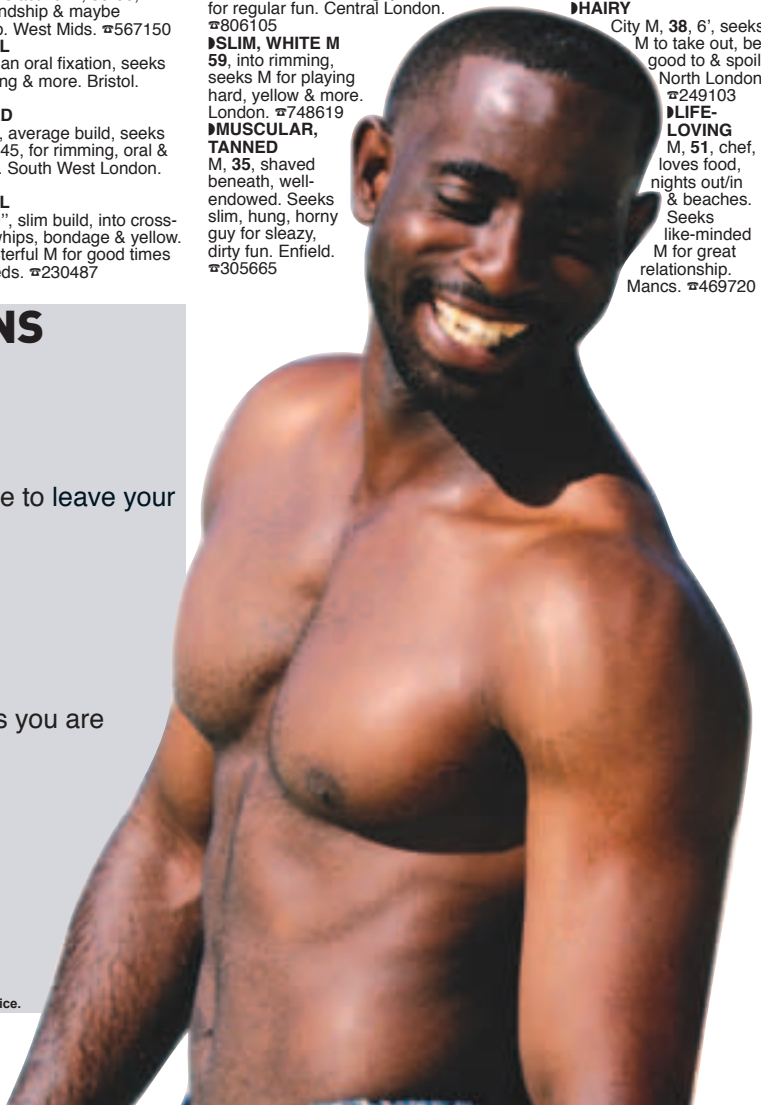 ndship & maybe
o. West Mids. ☎567150
L
an oral fixation, seeks
ng & more. Bristol.
D
, average build, seeks
45, for rimming, oral &
. South West London.
L
”, slim build, into cross-
whips, bondage & yellow.
terful M for good times
eds. ☎230487
NS
e to leave your
s you are
ice.
for regular fun. Central London.
☎806105
◗SLIM, WHITE M
59, into rimming,
seeks M for playing
hard, yellow & more.
London. ☎748619
◗MUSCULAR,
TANNED
M, 35, shaved
beneath, well-
endowed. Seeks
slim, hung, horny
guy for sleazy,
dirty fun. Enfield.
☎305665
◗HAIRY
City M, 38, 6’, seeks
M to take out, be
good to & spoil
North London
☎249103
◗LIFE-
LOVING
M, 51, chef,
loves food,
nights out/in
& beaches.
Seeks
like-minded
M for great
relationship.
Mancs. ☎469720